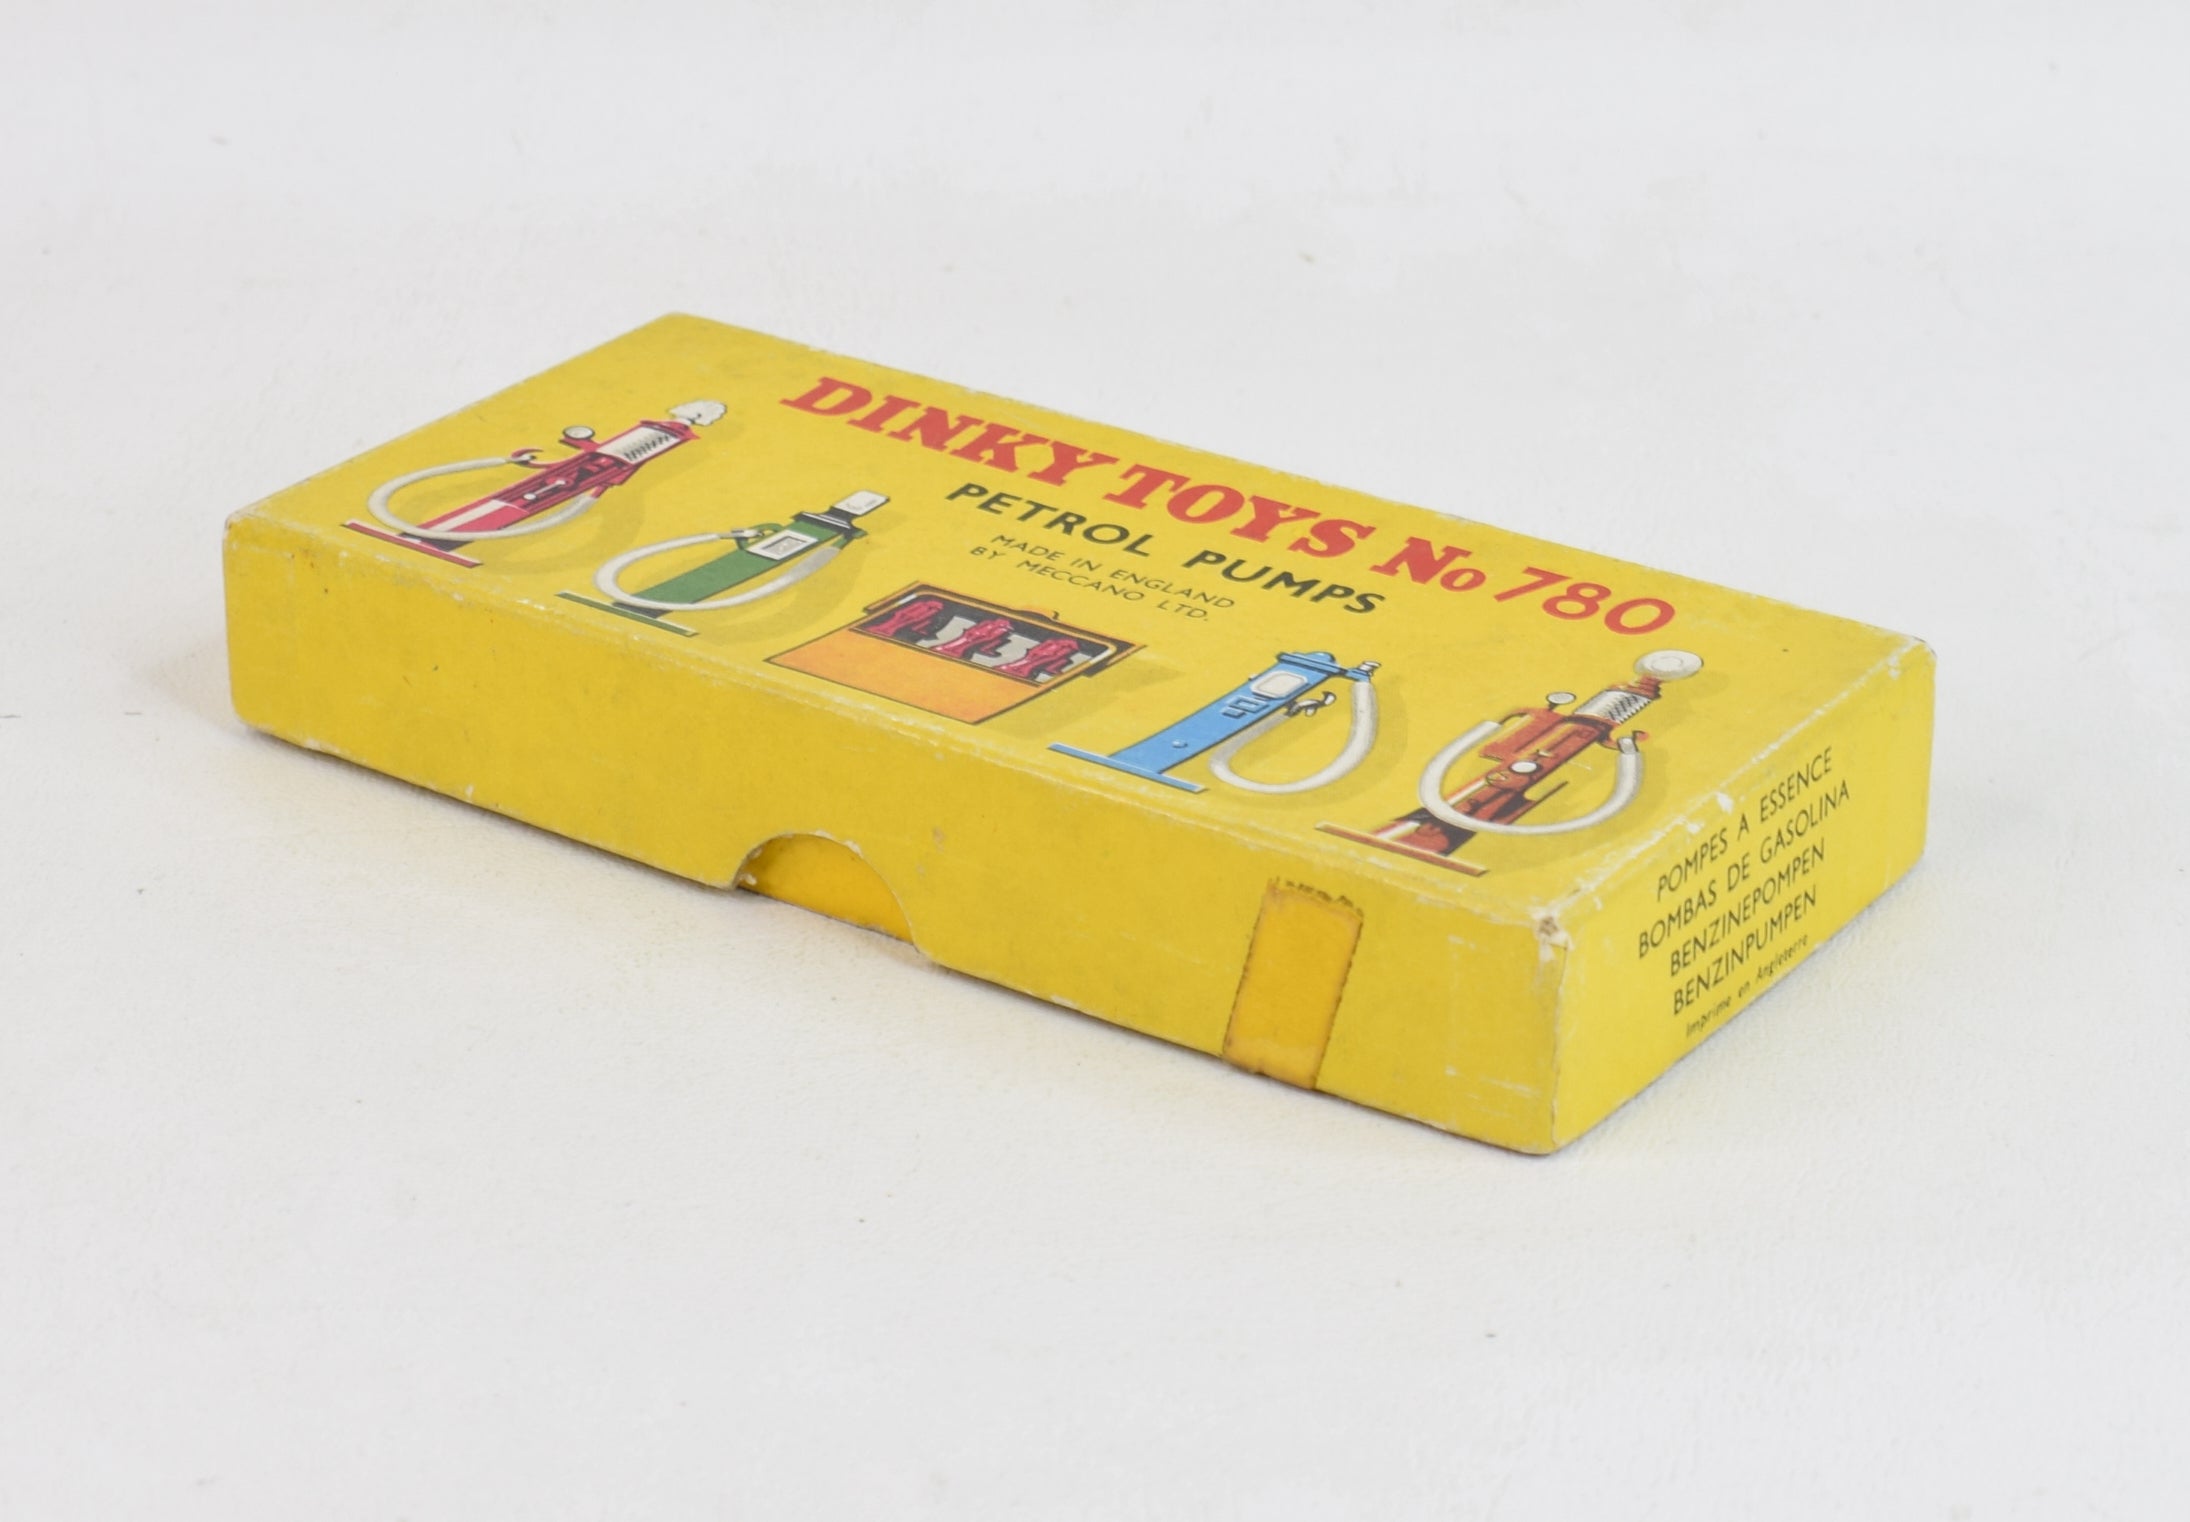 DINKY TOYS No 780
PETROL PUMPS
MADE IN ENGLAND
BY MECCANO LTD.
POMPES A ESSENCE
BOMBAS DE GASOLINA
BENZINEPOMPEN
BENZINPUMPEN
Imprime en Angleterre